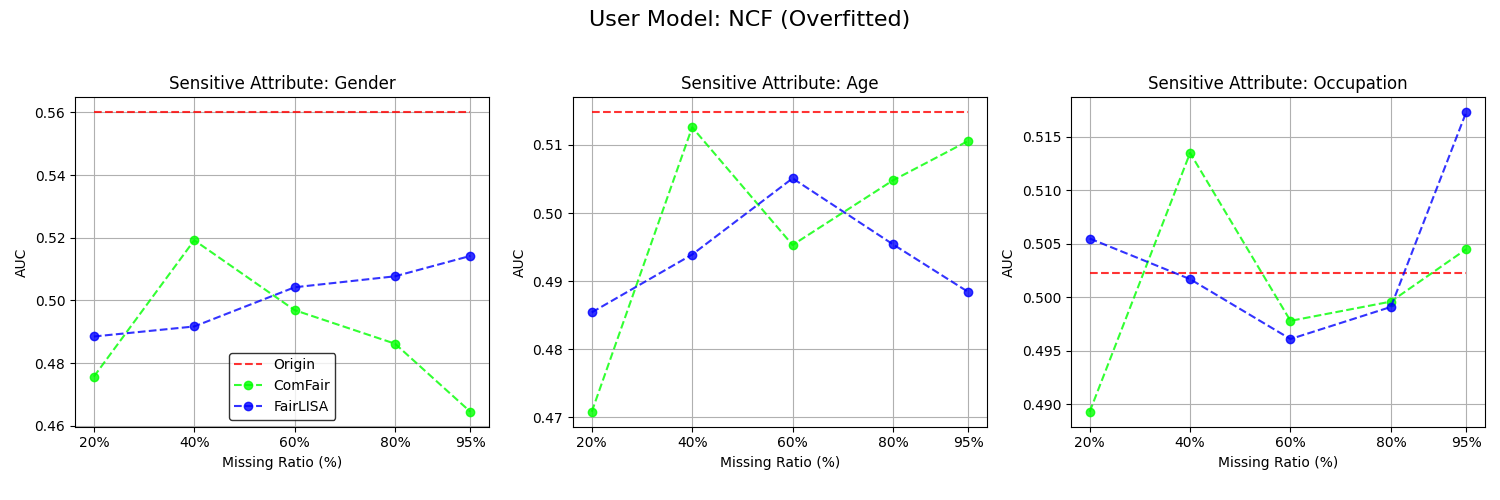 User Model: NCF (Overfitted)
Sensitive Attribute: Gender
AUC
0.56
0.54
0.52
0.50
0.48
0.46
20% 40% 60% 80% 95%
Missing Ratio (%)
Origin
ComFair
FairLISA
Sensitive Attribute: Age
AUC
0.51
0.50
0.49
0.48
0.47
20% 40% 60% 80% 95%
Missing Ratio (%)
Sensitive Attribute: Occupation
AUC
0.515
0.510
0.505
0.500
0.495
0.490
20% 40% 60% 80% 95%
Missing Ratio (%)